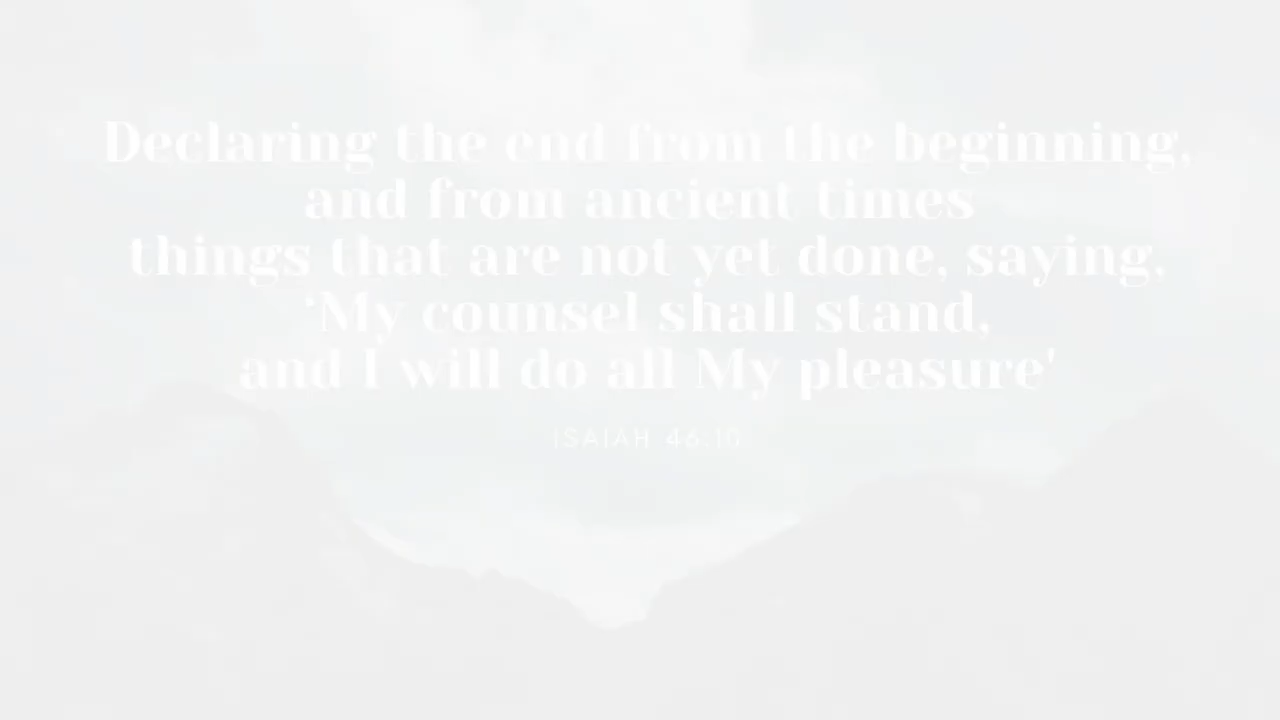 Declaring the end from the beginning,
and from ancient times
things that are not yet done, saying,
‘My counsel shall stand,
and I will do all My pleasure'
ISAIAH 46.10